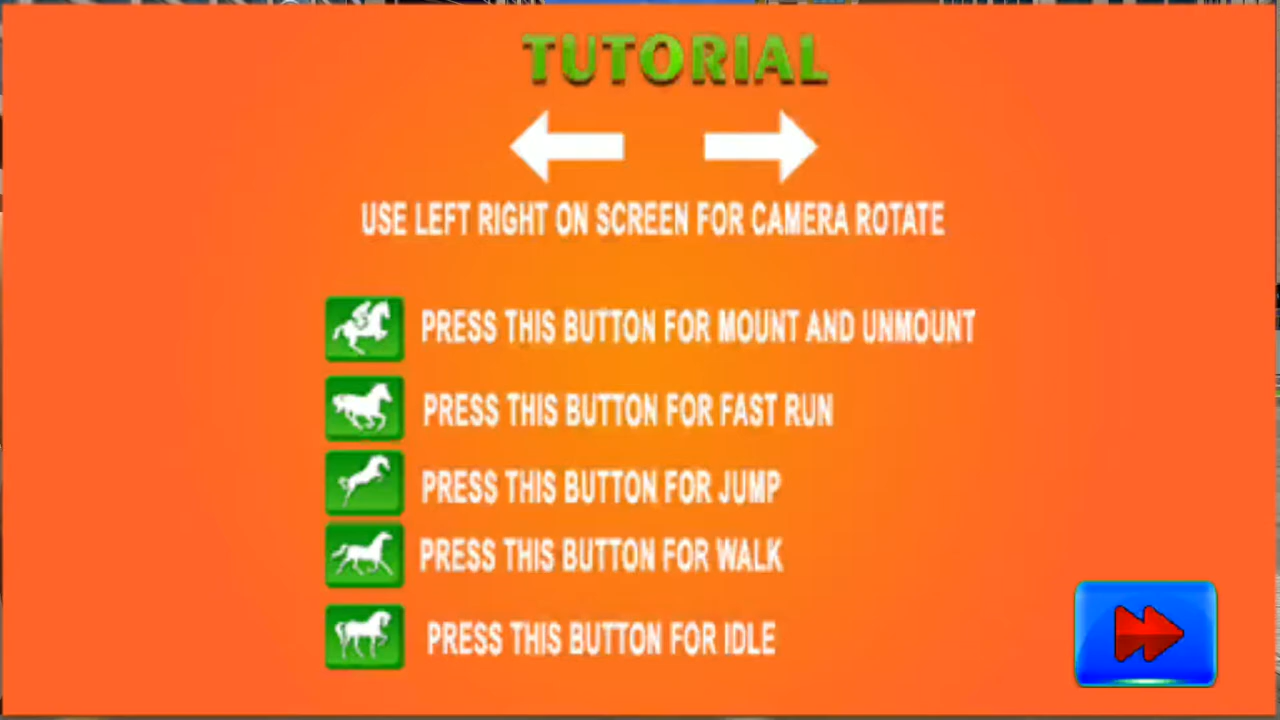 TUTORIAL
USE LEFT RIGHT ON SCREEN FOR CAMERA ROTATE
PRESS THIS BUTTON FOR MOUNT AND UNMOUNT
PRESS THIS BUTTON FOR FAST RUN
PRESS THIS BUTTON FOR JUMP
PRESS THIS BUTTON FOR WALK
PRESS THIS BUTTON FOR IDLE